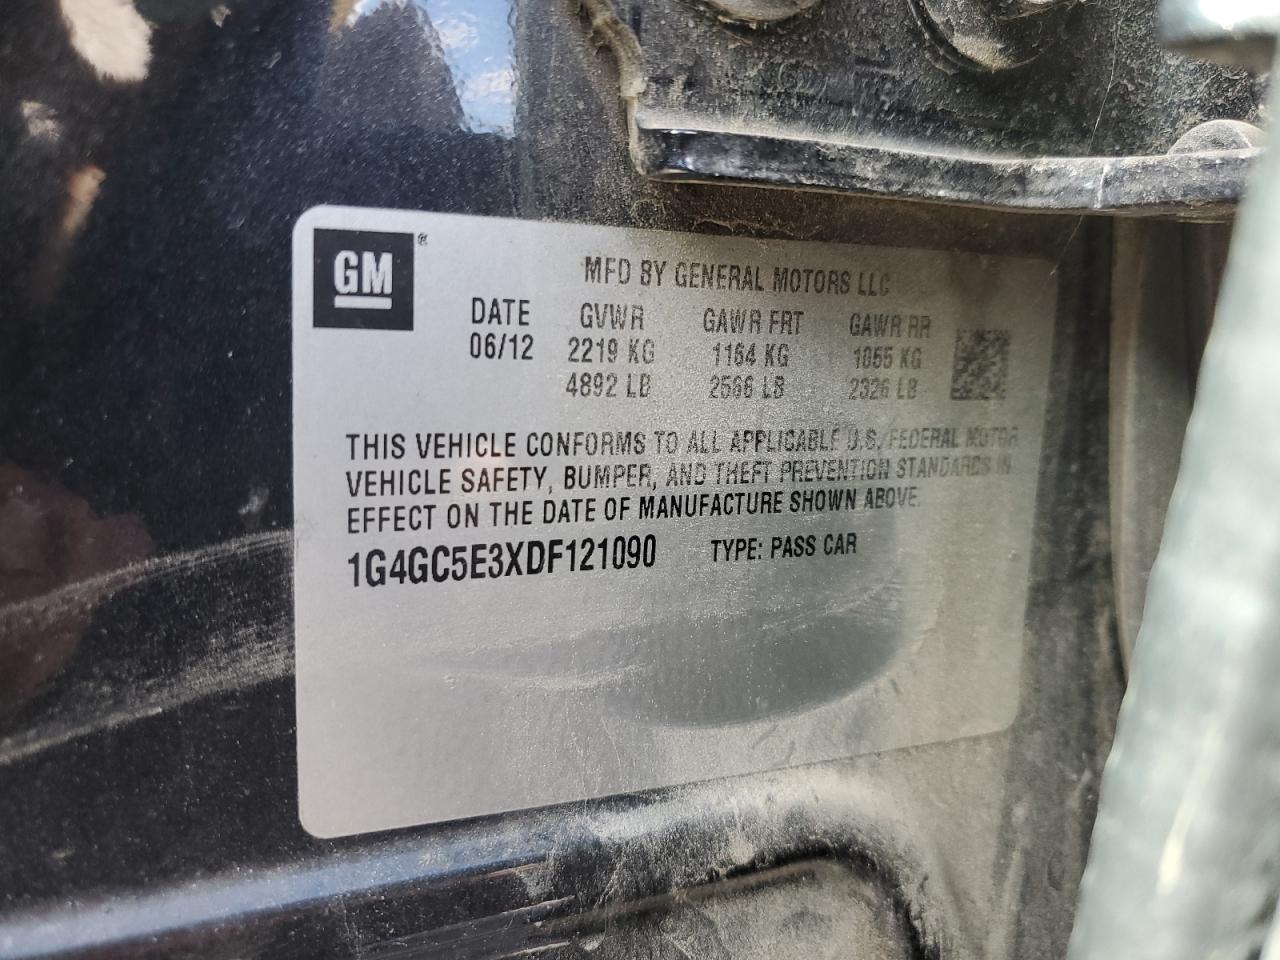 GM®
MFD BY GENERAL MOTORS LLC
DATE GVWR GAWR FRT GAWR RR
06/12 2219 KG 1164 KG 1055 KG
4892 LB 2566 LB 2326 LB
THIS VEHICLE CONFORMS TO ALL APPLICABLE U.S. FEDERAL MOTOR
VEHICLE SAFETY, BUMPER, AND THEFT PREVENTION STANDARDS IN
EFFECT ON THE DATE OF MANUFACTURE SHOWN ABOVE.
1G4GC5E3XDF121090 TYPE: PASS CAR